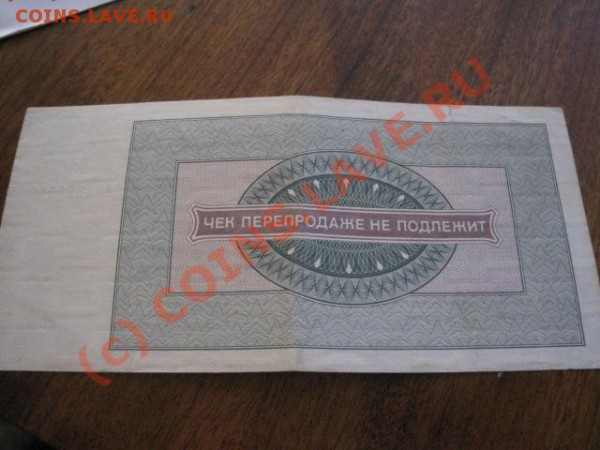 COINS.LAVE.RU
ЧЕК ПЕРЕПРОДАЖЕ НЕ ПОДЛЕЖИТ
(c) COINS.LAVE.RU